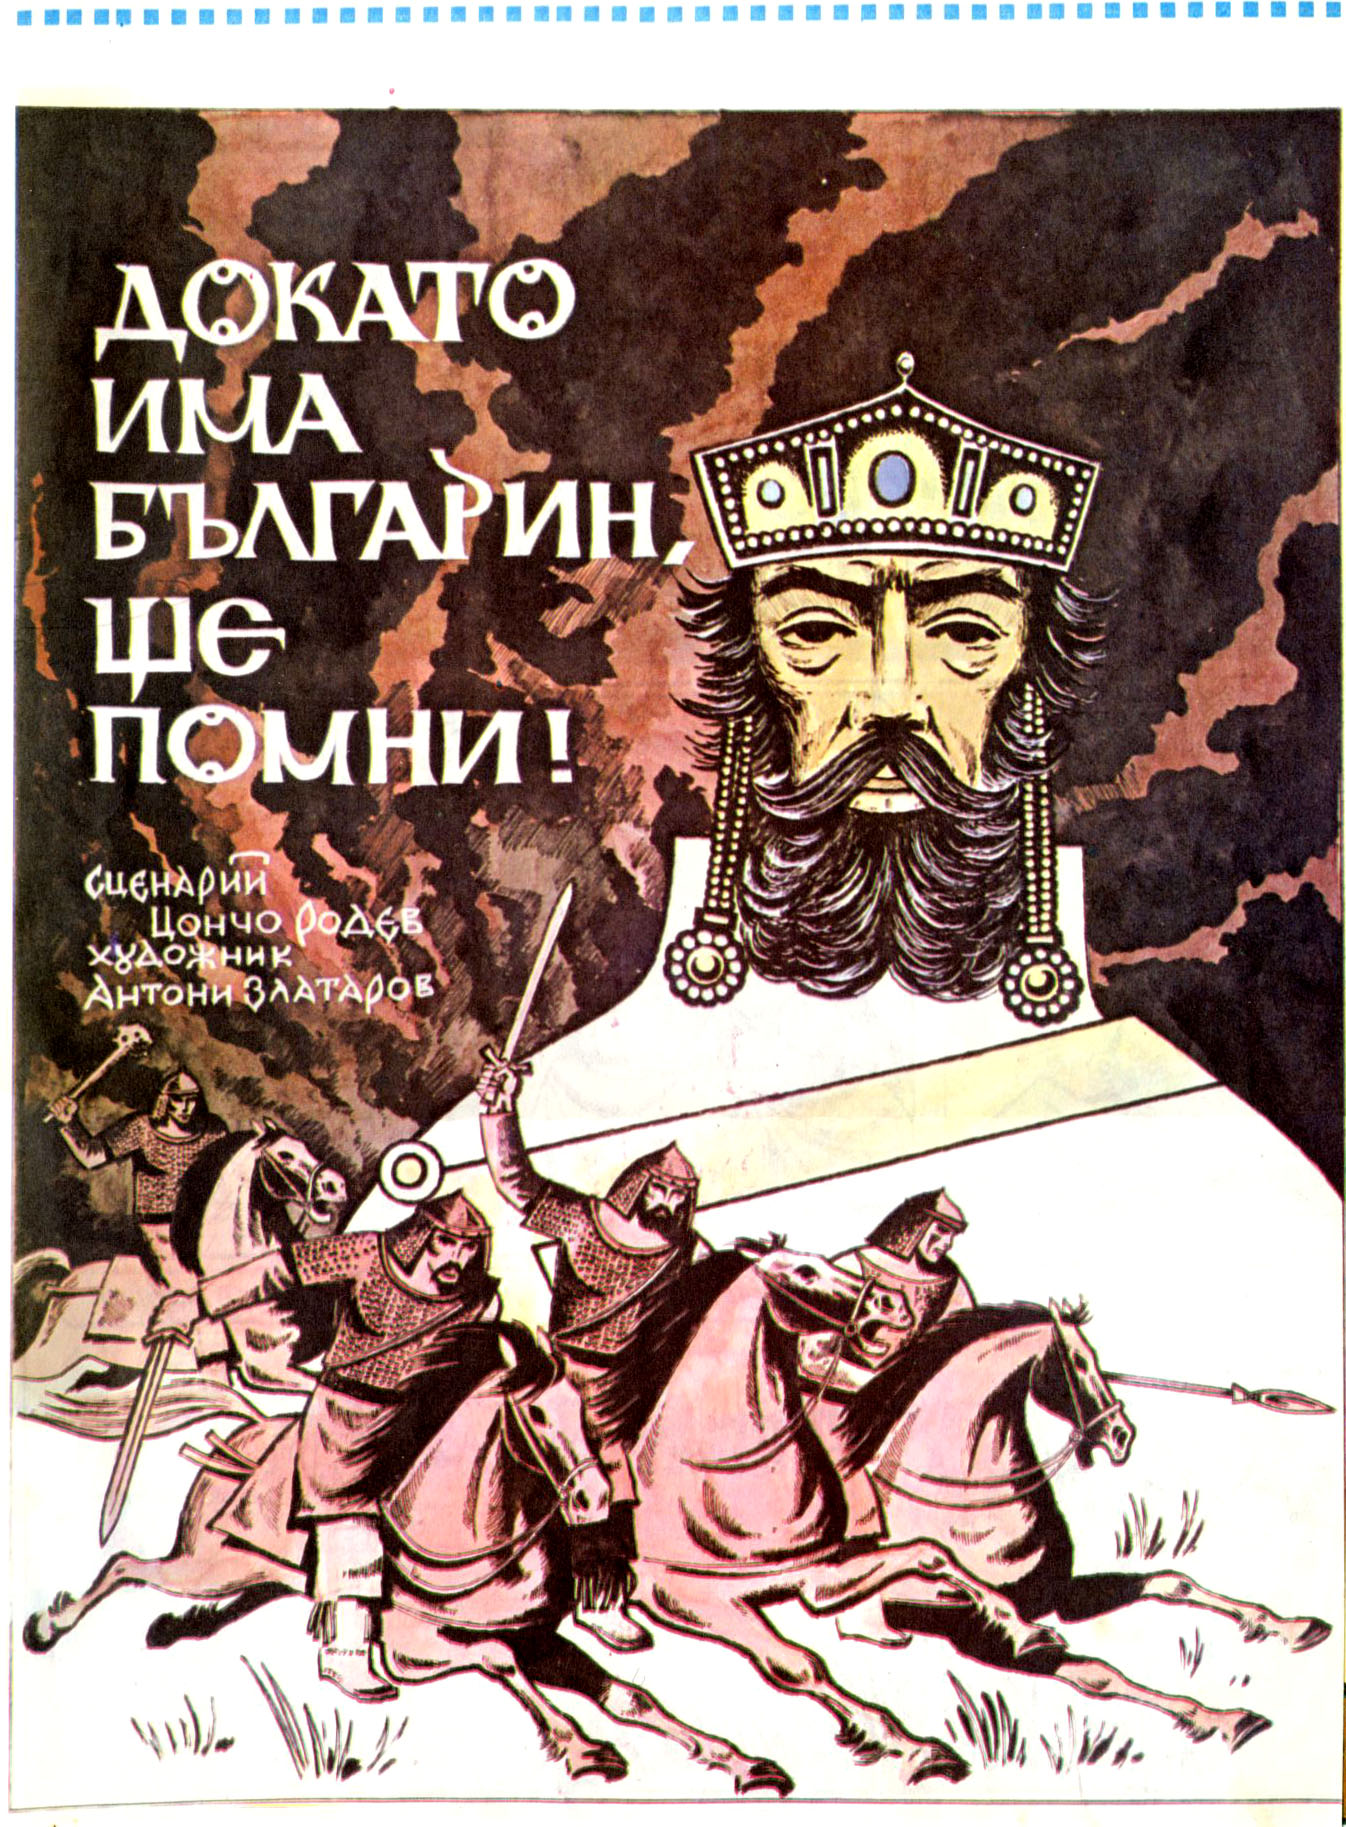 ДОКАТО
ИМА
БЪЛГАРИН,
ЩЕ
ПОМНИ!
СЦЕНАРИЙ
ЦОНЧО РОДЕВ
ХУДОЖНИК
АНТОНИ ЗЛАТАРОВ